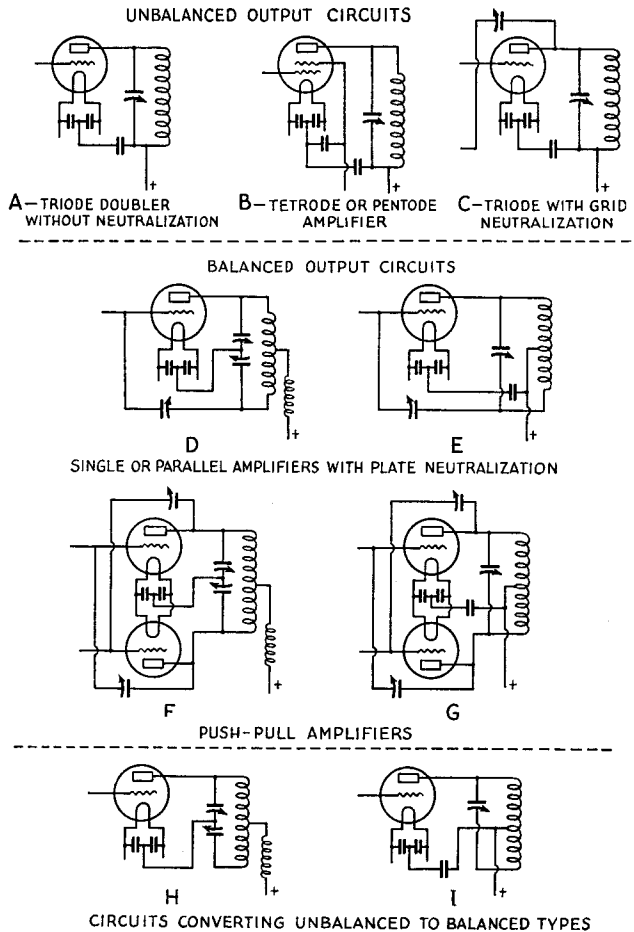 UNBALANCED OUTPUT CIRCUITS
+
+
+
A—TRIODE DOUBLER
WITHOUT NEUTRALIZATION
B—TETRODE OR PENTODE
AMPLIFIER
C—TRIODE WITH GRID
NEUTRALIZATION
BALANCED OUTPUT CIRCUITS
+
+
D
E
SINGLE OR PARALLEL AMPLIFIERS WITH PLATE NEUTRALIZATION
+
+
F
G
PUSH-PULL AMPLIFIERS
+
+
H
I
CIRCUITS CONVERTING UNBALANCED TO BALANCED TYPES